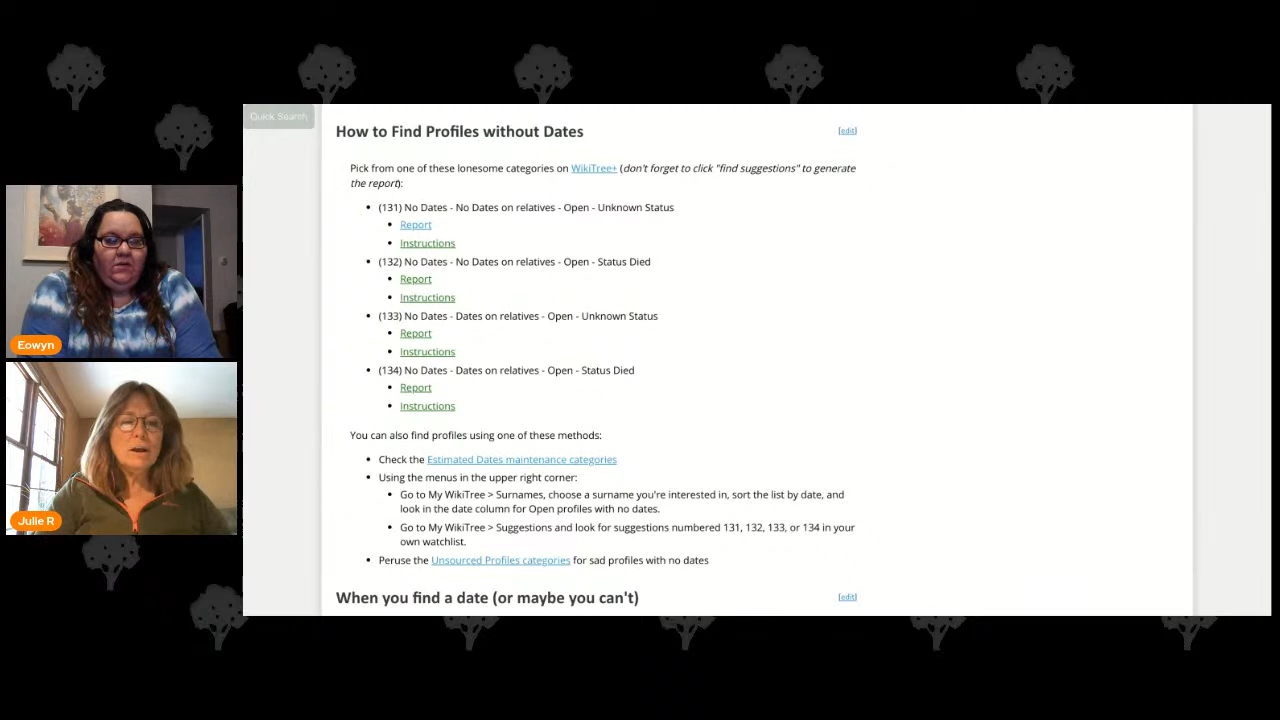 Quick Search
How to Find Profiles without Dates
[edit]
Pick from one of these lonesome categories on WikiTree+ (don't forget to click "find suggestions" to generate
the report):
(131) No Dates - No Dates on relatives - Open - Unknown Status
Report
Instructions
(132) No Dates - No Dates on relatives - Open - Status Died
Report
Instructions
(133) No Dates - Dates on relatives - Open - Unknown Status
Report
Instructions
(134) No Dates - Dates on relatives - Open - Status Died
Report
Instructions
You can also find profiles using one of these methods:
Check the Estimated Dates maintenance categories
Using the menus in the upper right corner:
Go to My WikiTree > Surnames, choose a surname you're interested in, sort the list by date, and
look in the date column for Open profiles with no dates.
Go to My WikiTree > Suggestions and look for suggestions numbered 131, 132, 133, or 134 in your
own watchlist.
Peruse the Unsourced Profiles categories for sad profiles with no dates
When you find a date (or maybe you can't)
[edit]
Eowyn
Julie R